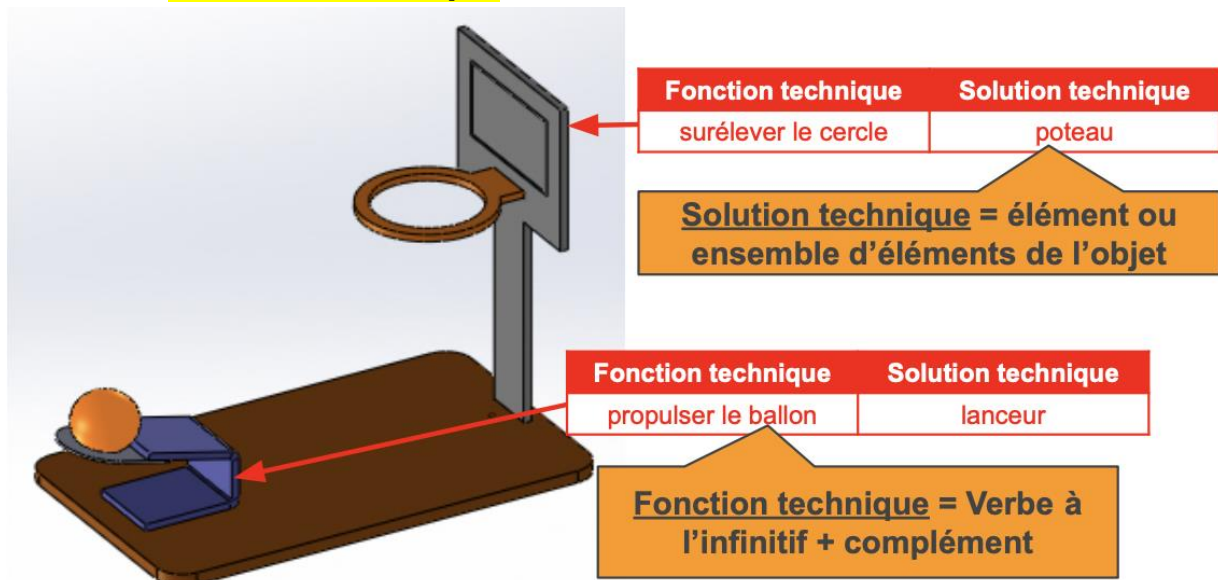 Fonction technique Solution technique
surélever le cercle poteau
Solution technique = élément ou
ensemble d’éléments de l’objet
Fonction technique Solution technique
propulser le ballon lanceur
Fonction technique = Verbe à
l’infinitif + complément